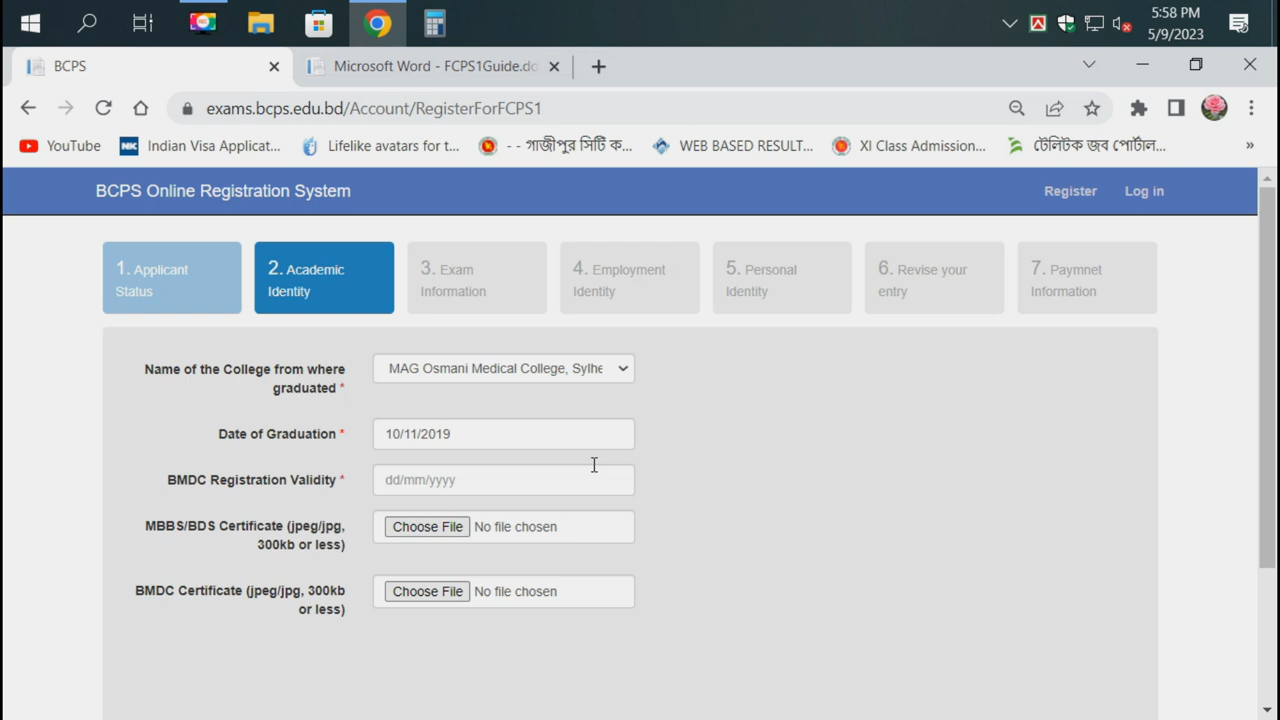 5:58 PM
5/9/2023
BCPS
Microsoft Word - FCPS1Guide.do
exams.bcps.edu.bd/Account/RegisterForFCPS1
YouTube
NK Indian Visa Applicat...
Lifelike avatars for t...
- - গাজীপুর সিটি ক...
WEB BASED RESULT...
XI Class Admission...
টেলিটক জব পোর্টাল...
»
BCPS Online Registration System
Register
Log in
1. Applicant
Status
2. Academic
Identity
3. Exam
Information
4. Employment
Identity
5. Personal
Identity
6. Revise your
entry
7. Paymnet
Information
Name of the College from where
graduated *
MAG Osmani Medical College, Sylhe
Date of Graduation *
10/11/2019
BMDC Registration Validity *
dd/mm/yyyy
MBBS/BDS Certificate (jpeg/jpg,
300kb or less)
Choose File No file chosen
BMDC Certificate (jpeg/jpg, 300kb
or less)
Choose File No file chosen